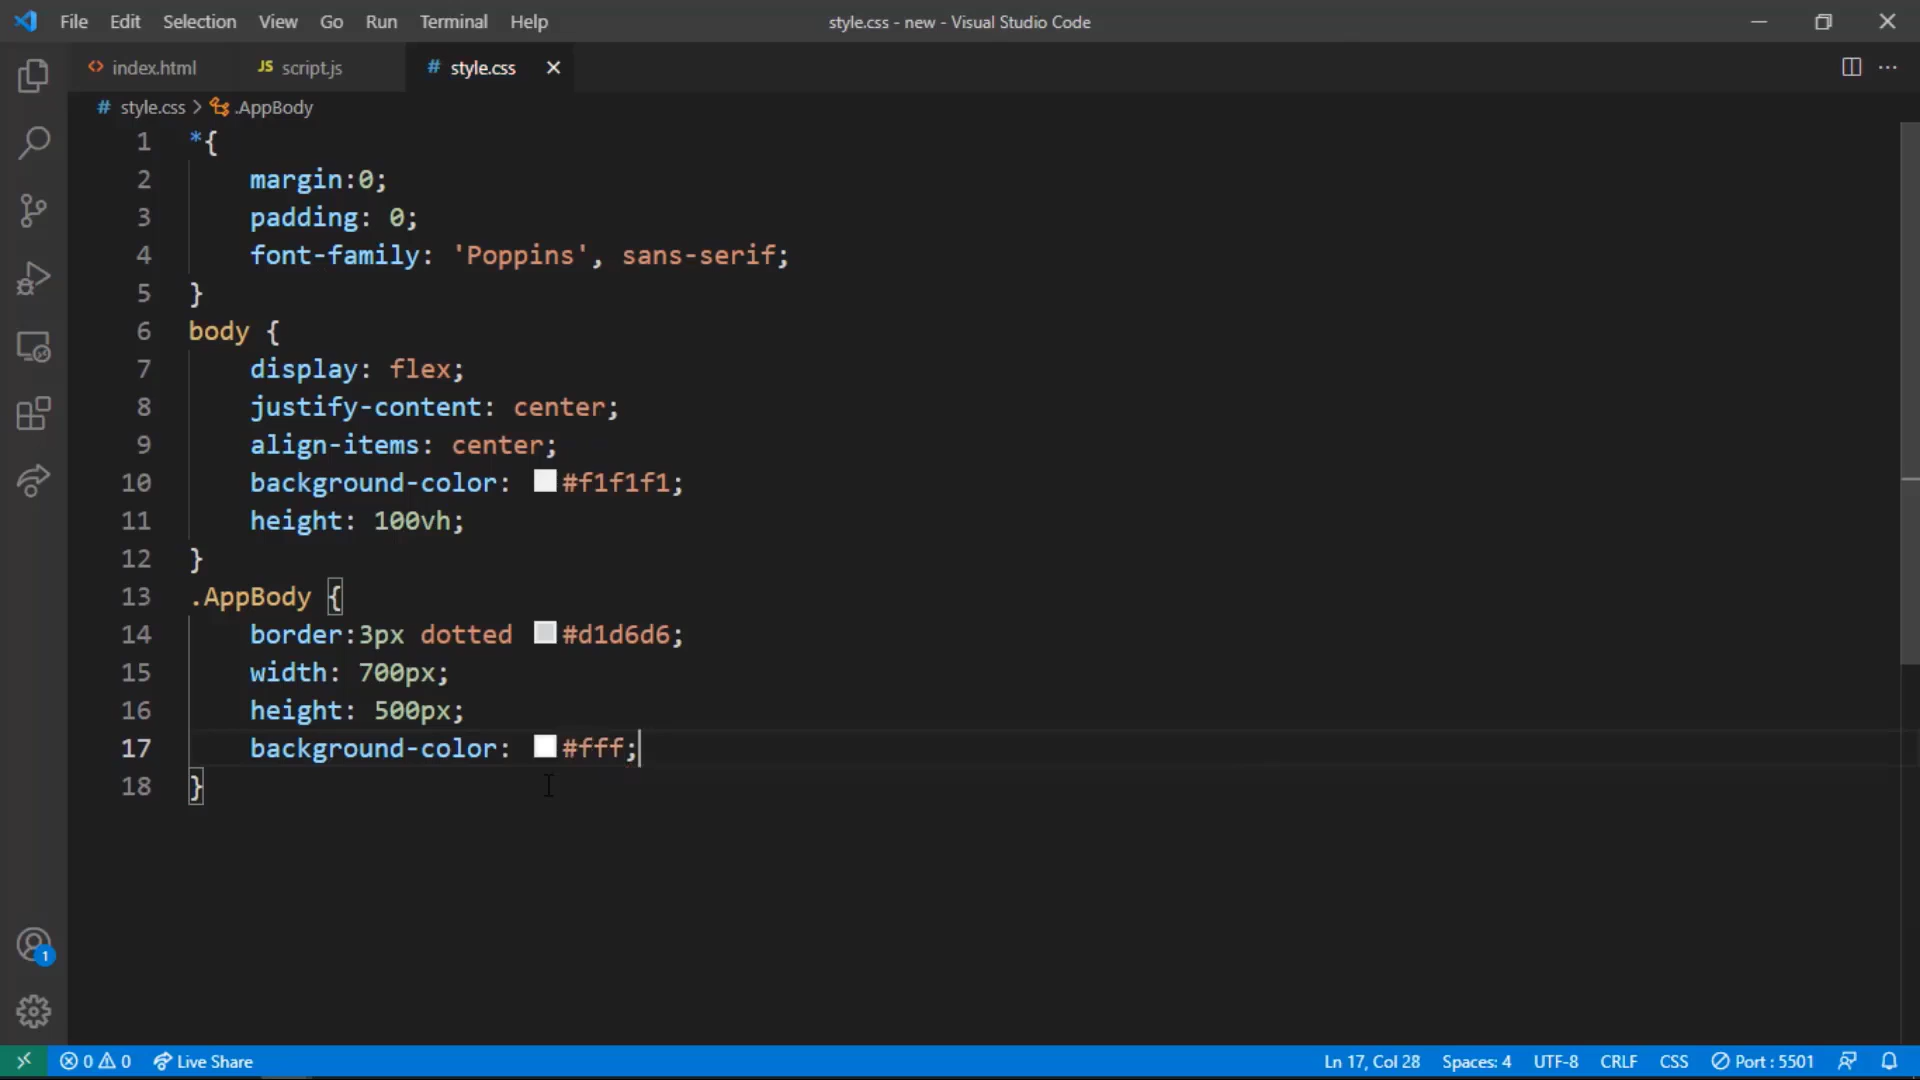 File Edit Selection View Go Run Terminal Help
style.css - new - Visual Studio Code
index.html
JS script.js
# style.css
# style.css > .AppBody
1 *{
2 margin:0;
3 padding: 0;
4 font-family: 'Poppins', sans-serif;
5 }
6 body {
7 display: flex;
8 justify-content: center;
9 align-items: center;
10 background-color: #f1f1f1;
11 height: 100vh;
12 }
13 .AppBody {
14 border:3px dotted #d1d6d6;
15 width: 700px;
16 height: 500px;
17 background-color: #fff;
18 }
1
0 0 Live Share Ln 17, Col 28 Spaces: 4 UTF-8 CRLF CSS Port : 5501